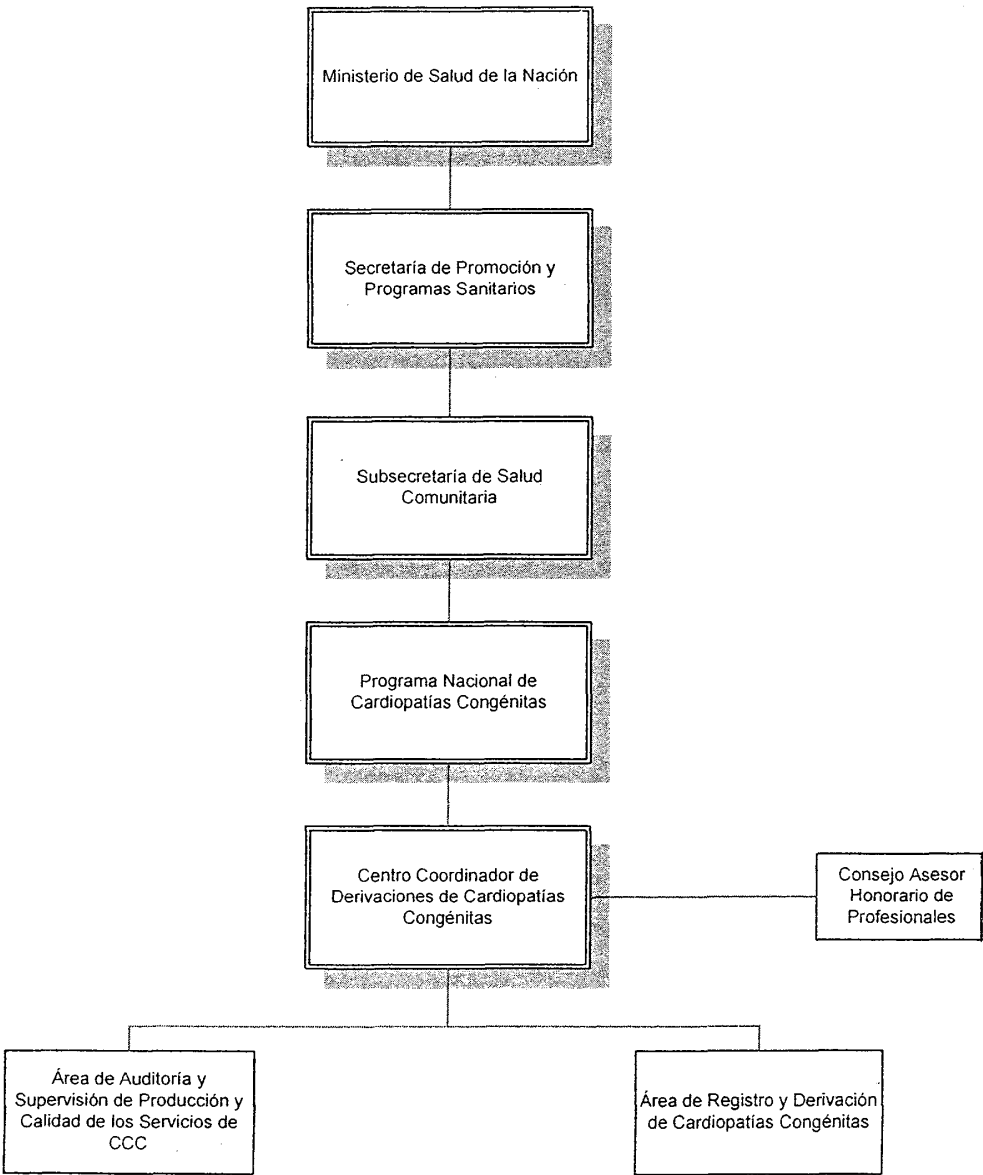 Ministerio de Salud de la Nación
Secretaría de Promoción y
Programas Sanitarios
Subsecretaría de Salud
Comunitaria
Programa Nacional de
Cardiopatías Congénitas
Centro Coordinador de
Derivaciones de Cardiopatías
Congénitas
Consejo Asesor
Honorario de
Profesionales
Área de Auditoría y
Supervisión de Producción y
Calidad de los Servicios de
CCC
Área de Registro y Derivación
de Cardiopatías Congénitas